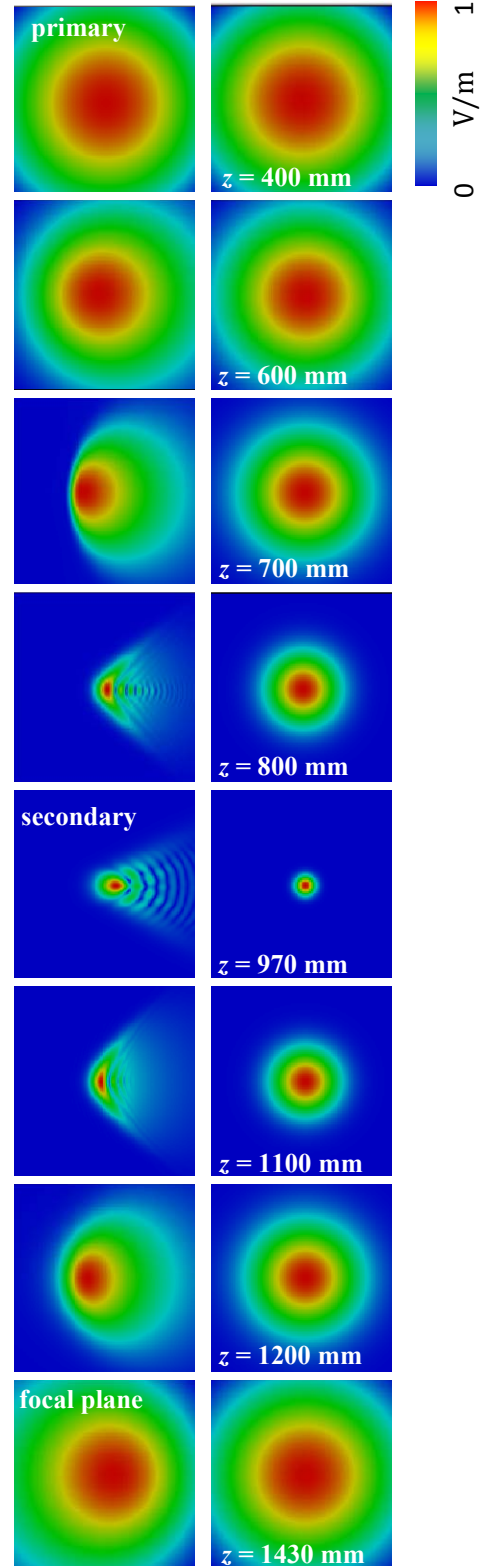 primary
z = 400 mm
0 V/m 1
z = 600 mm
z = 700 mm
z = 800 mm
secondary
z = 970 mm
z = 1100 mm
z = 1200 mm
focal plane
z = 1430 mm